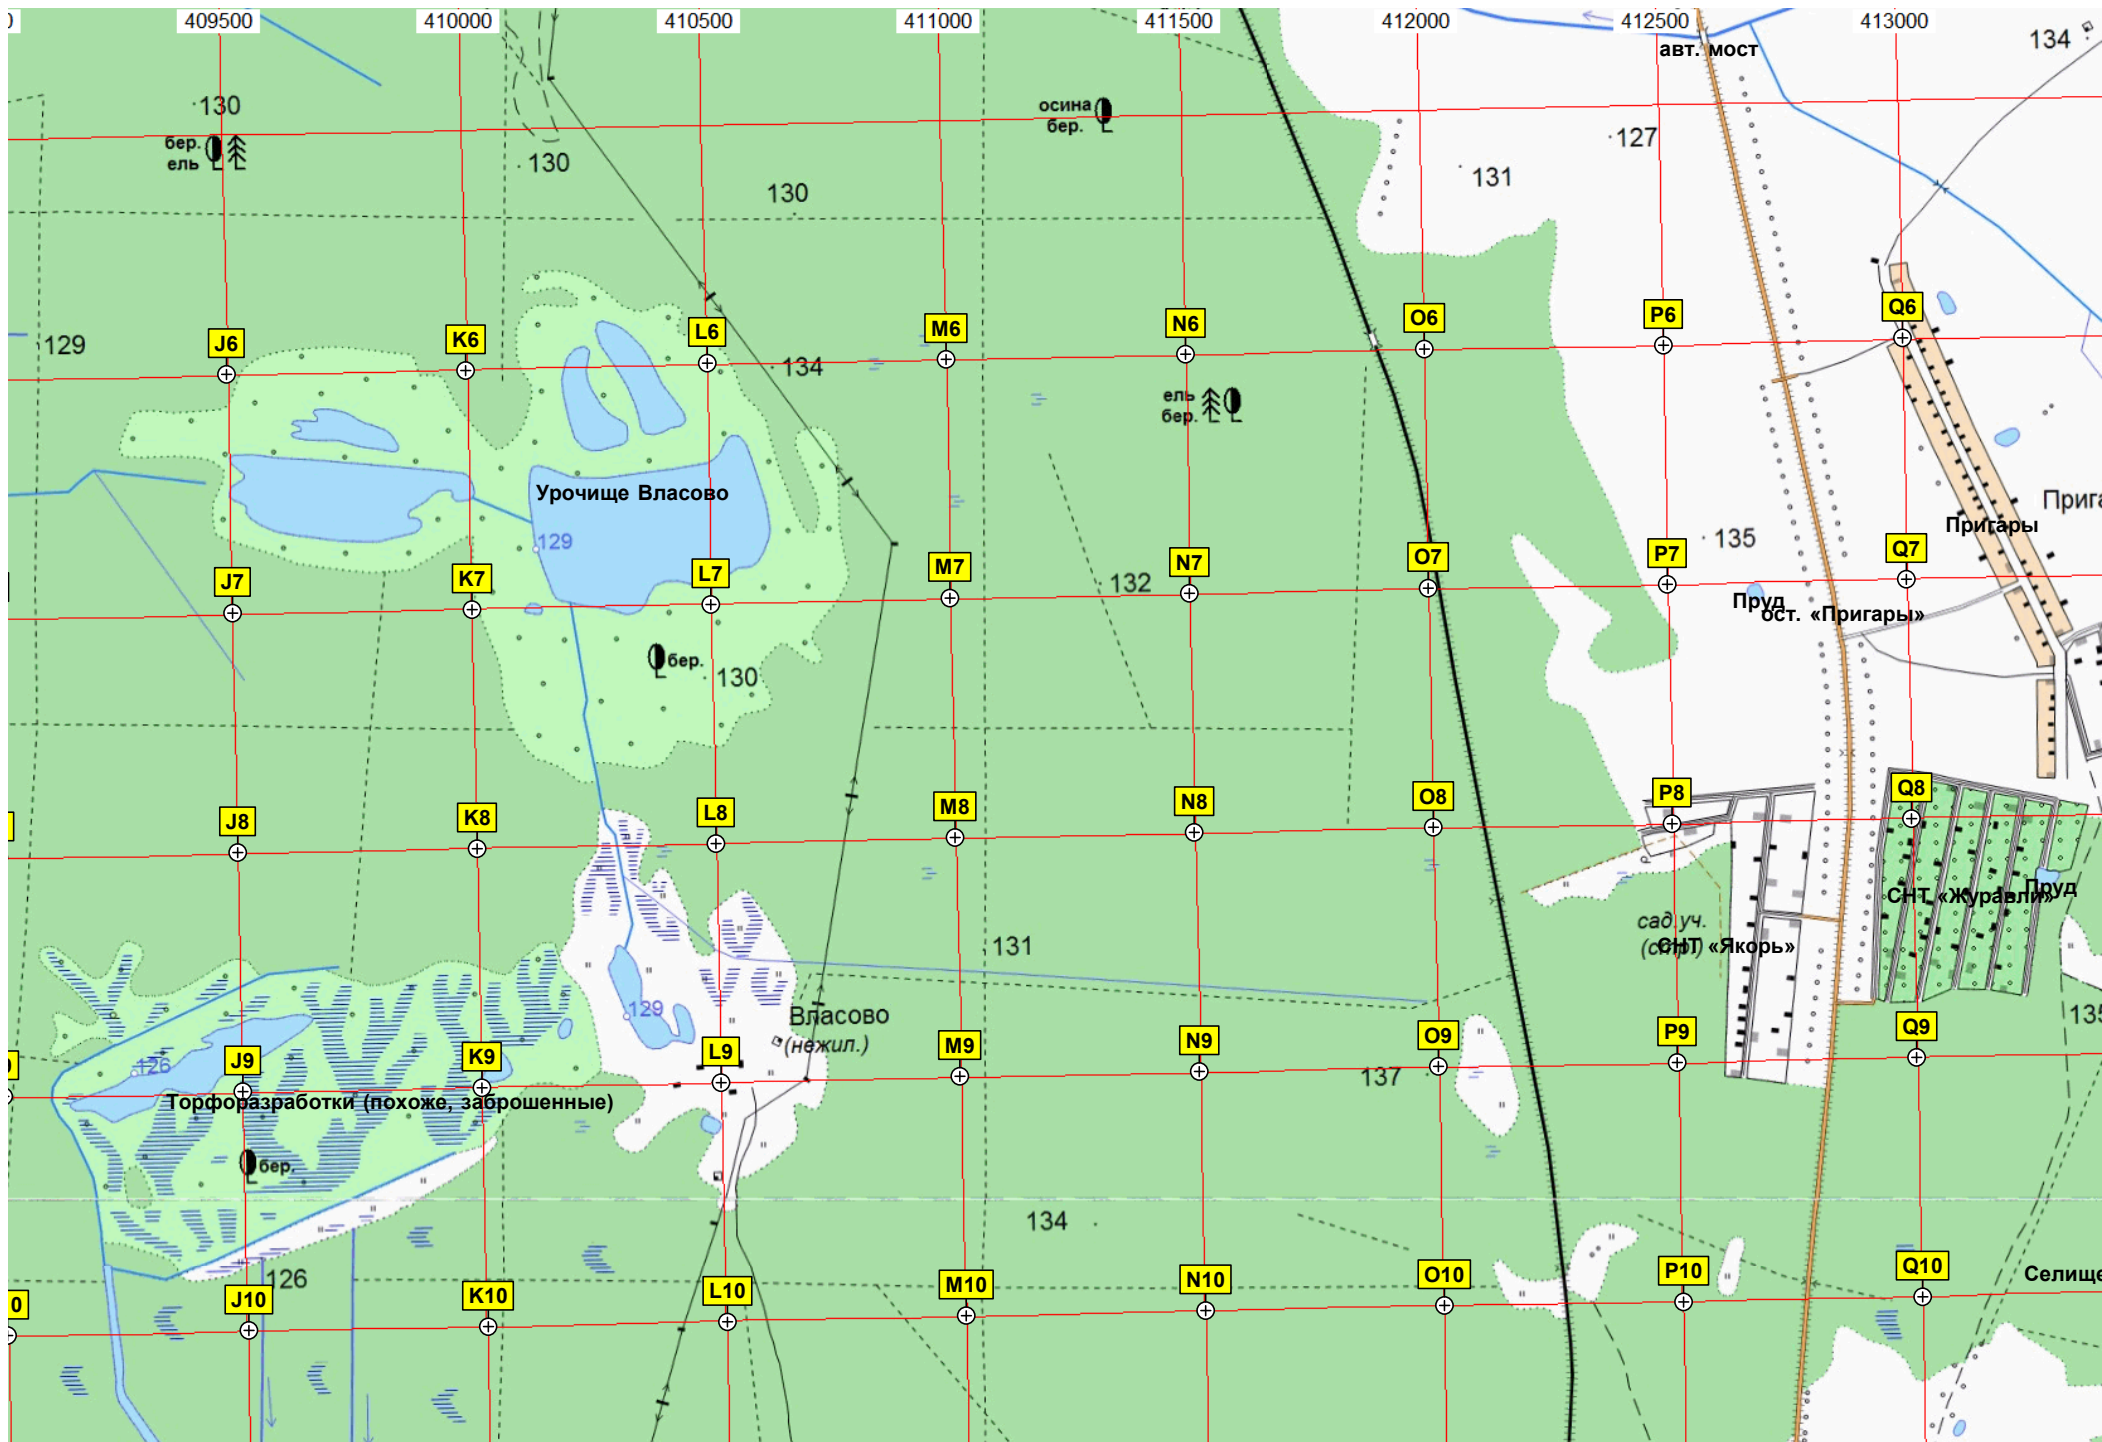 0 409500 410000 410500 411000 411500 412000 412500 413000
авт. мост
134
130
осина
бер.
бер.
ель
130
127
131
130
129
J6 K6 L6 M6 N6 O6 P6 Q6
134
ель
бер.
Урочище Власово
129
135
Прига
Пригары
J7 K7 L7 M7 N7 O7 P7 Q7
132
Пруд
ост. «Пригары»
бер.
130
J8 K8 L8 M8 N8 O8 P8 Q8
СНТ «Журавли»
Пруд
сад.уч.
СНТ «Якорь»
131
129
Власово
(нежил.)
135
126
J9 K9 L9 M9 N9 O9 P9 Q9
137
Торфоразработки (похоже, заброшенные)
бер.
134
126
Селище
0 J10 K10 L10 M10 N10 O10 P10 Q10